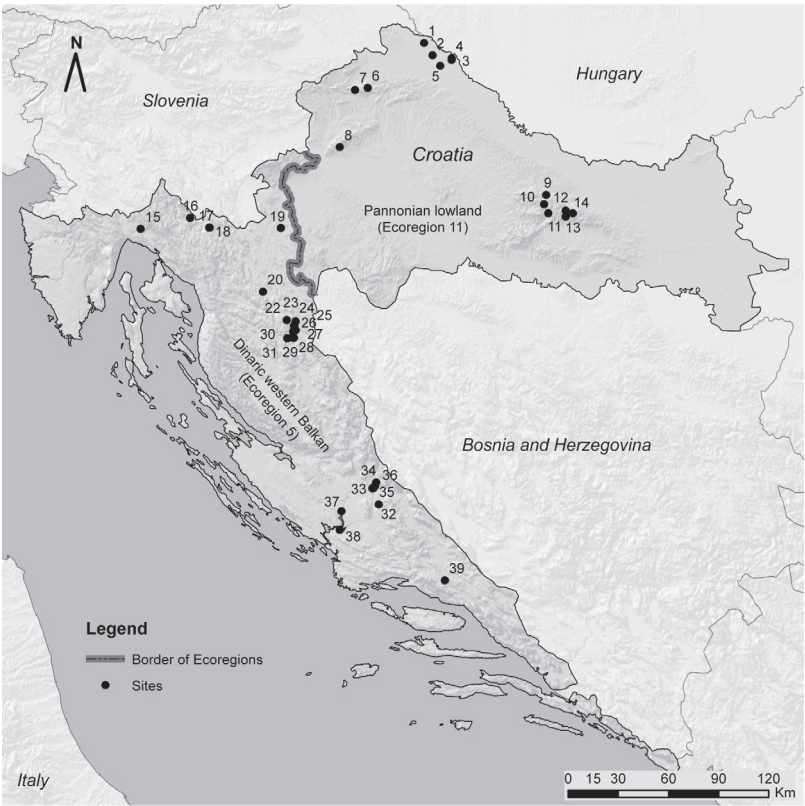 N
Slovenia
Hungary
Croatia
Pannonian lowland
(Ecoregion 11)
Dinaric western Balkan
(Ecoregion 5)
Bosnia and Herzegovina
Italy
1
2
4
3
5
7 6
8
9
10 12 14
11 13
15
16
17
18
19
20
22 23 24 25
26
30 27
31 29 28
34 36
33 35
32
37
38
39
Legend
Border of Ecoregions
Sites
0 15 30 60 90 120
Km